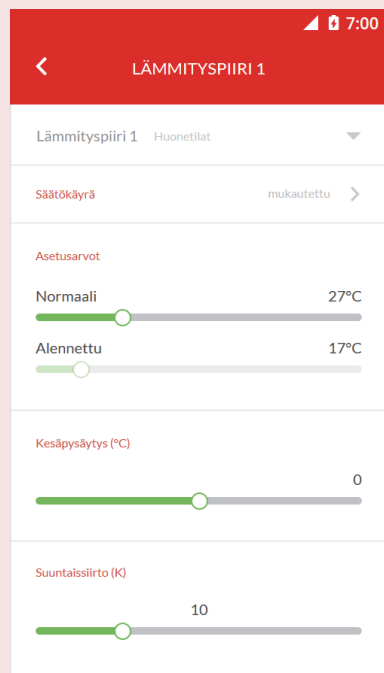 7:00
LÄMMITYSPIIRI 1
Lämmityspiiri 1 Huonetilat
Säätökäyrä mukautettu
Asetusarvot
Normaali 27°C
Alennettu 17°C
Kesäpysäytys (°C)
0
Suuntaissiirto (K)
10